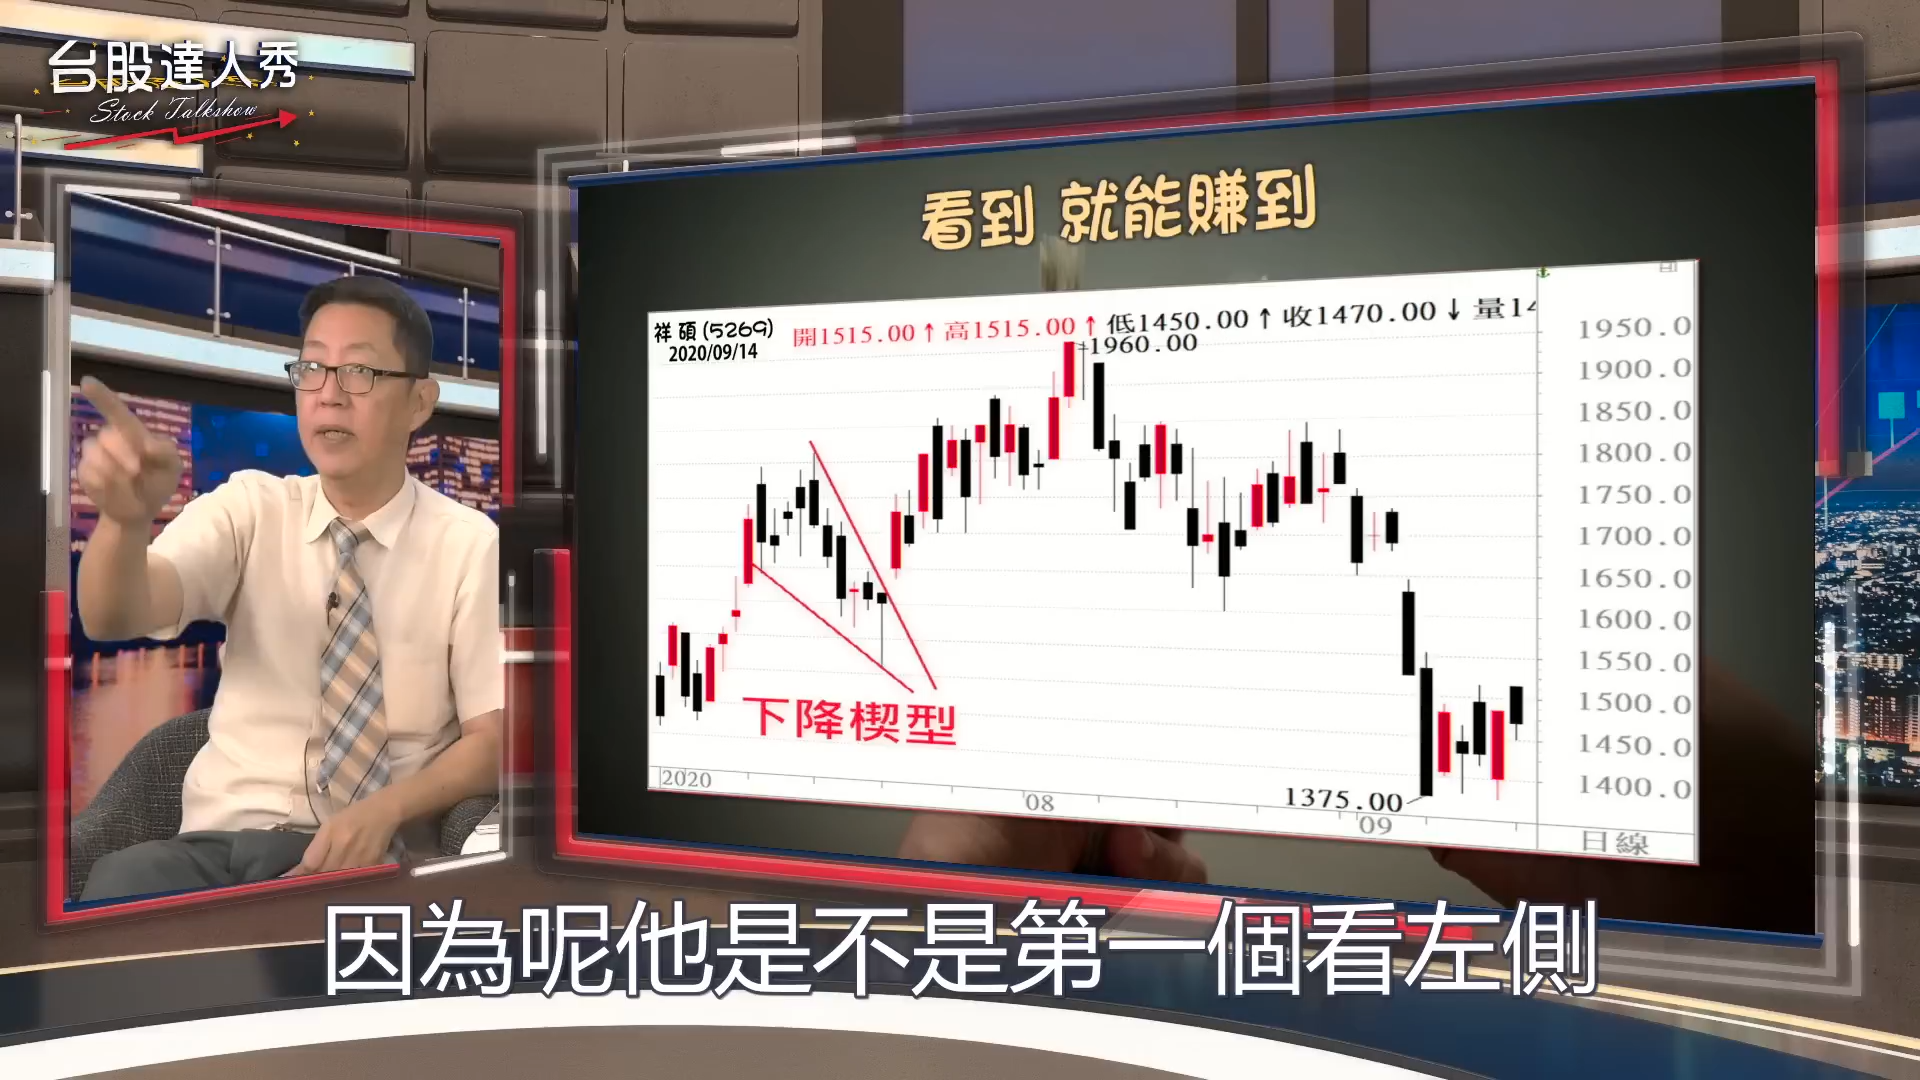 台股達人秀
Stock Talkshow
看到 就能賺到
祥碩(5269)
2020/09/14
開1515.00↑ 高1515.00↑ 低1450.00↑ 收1470.00↓ 量14
1960.00
1950.0
1900.0
1850.0
1800.0
1750.0
1700.0
1650.0
1600.0
1550.0
1500.0
1450.0
1400.0
下降楔型
1375.00
2020
08
09
日線
因為呢他是不是第一個看左側